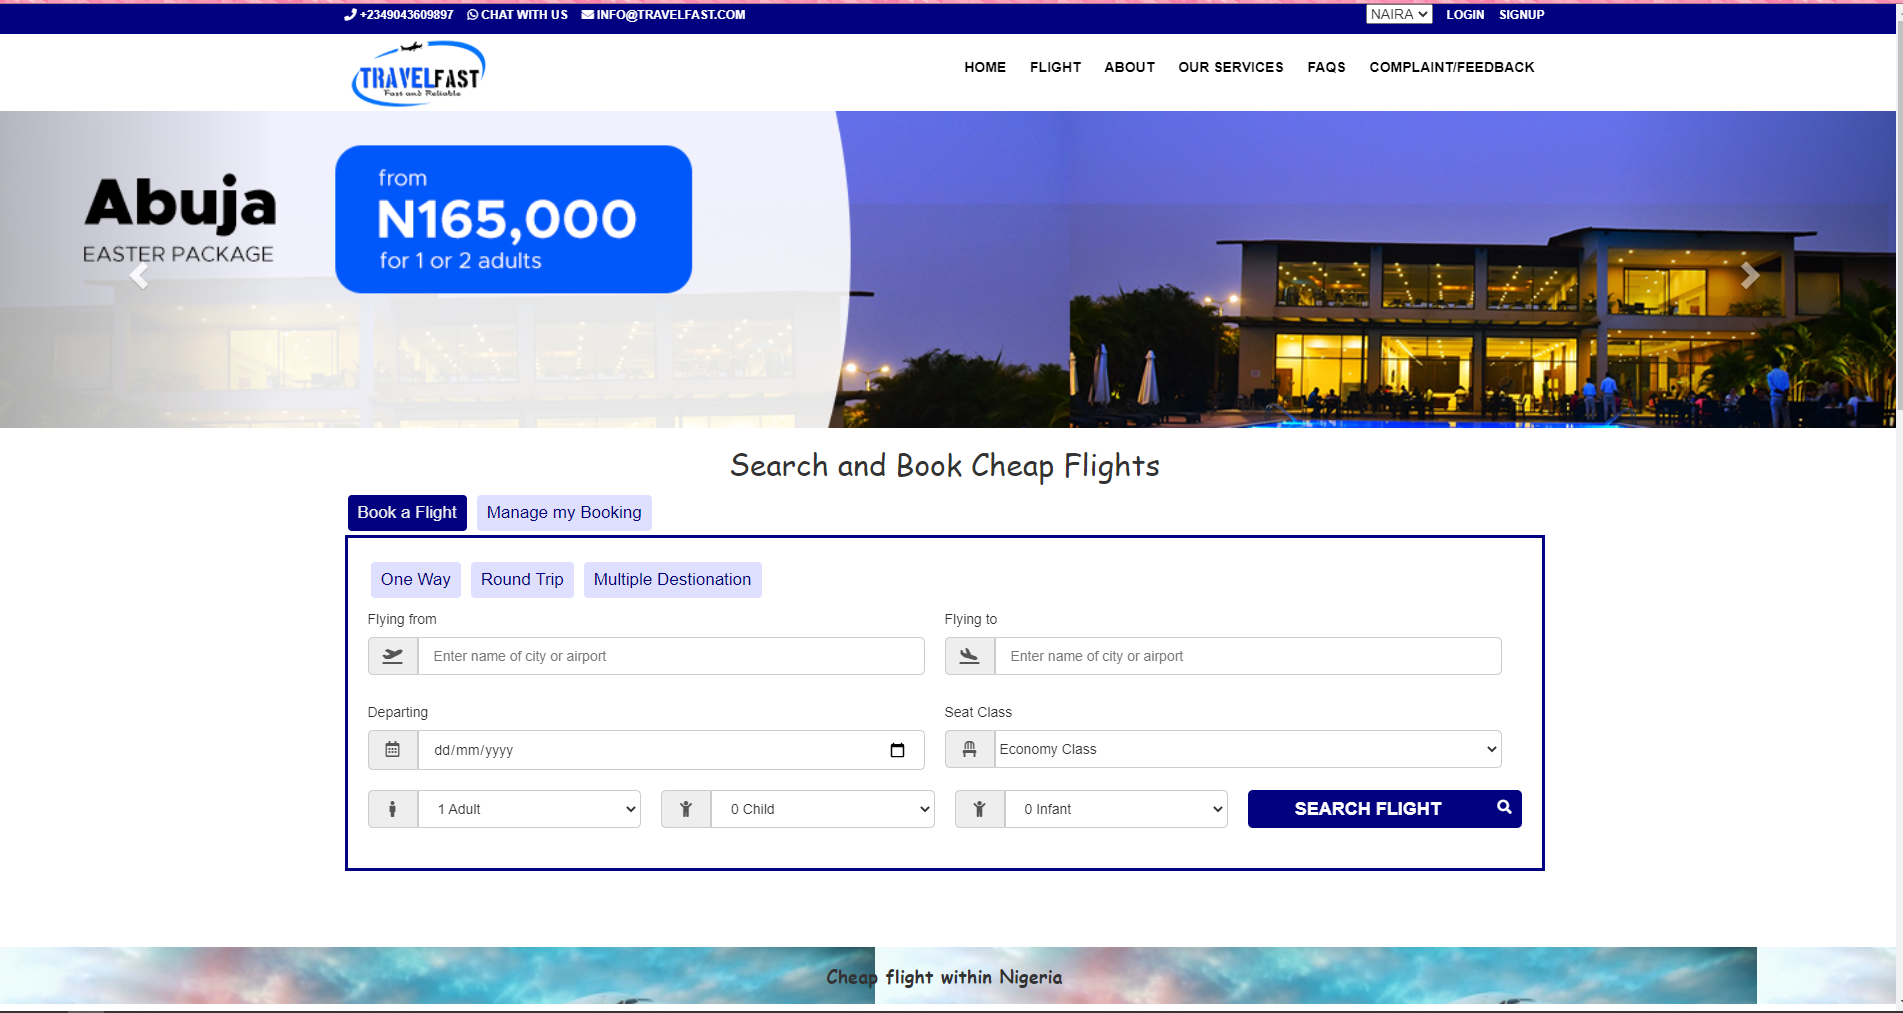 +2349043609897 CHAT WITH US INFO@TRAVELFAST.COM NAIRA LOGIN SIGNUP
TRAVELFAST
Fast and Reliable
HOME FLIGHT ABOUT OUR SERVICES FAQS COMPLAINT/FEEDBACK
Abuja
EASTER PACKAGE
from
N165,000
for 1 or 2 adults
Search and Book Cheap Flights
Book a Flight Manage my Booking
One Way Round Trip Multiple Destionation
Flying from Flying to
Enter name of city or airport Enter name of city or airport
Departing Seat Class
dd/mm/yyyy Economy Class
1 Adult 0 Child 0 Infant SEARCH FLIGHT
Cheap flight within Nigeria